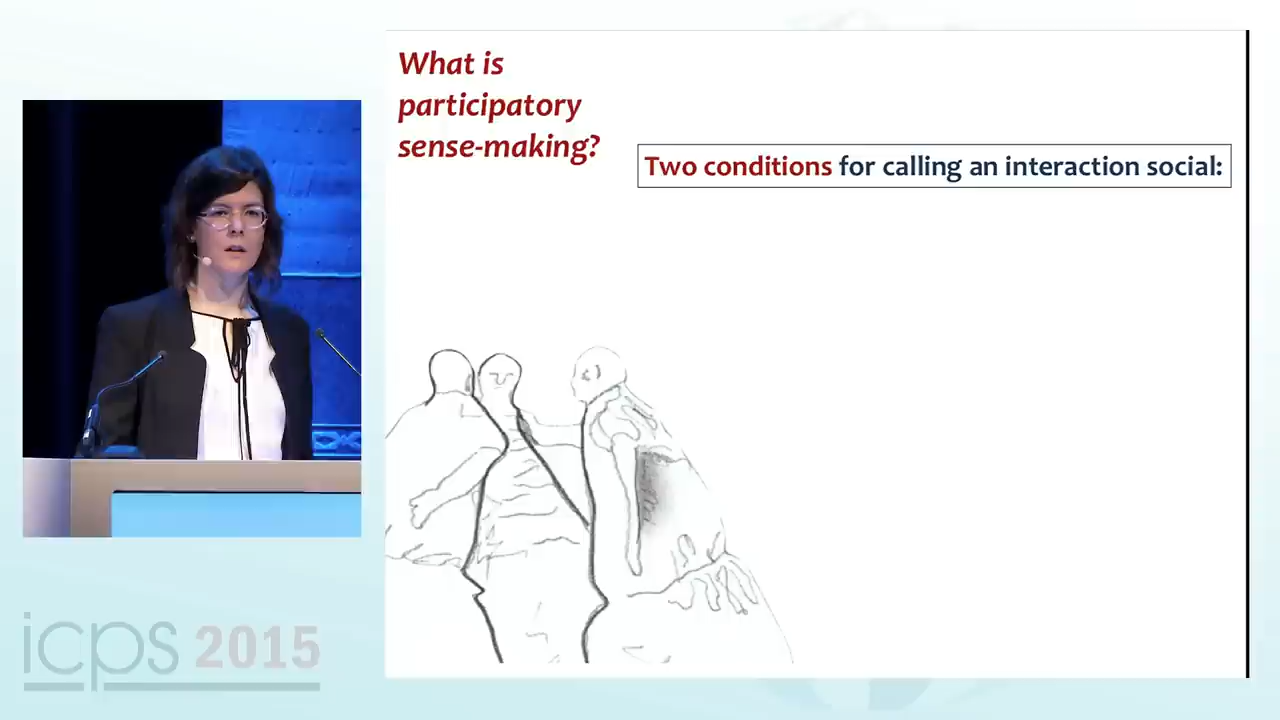 What is
participatory
sense-making?
Two conditions for calling an interaction social:
icps 2015